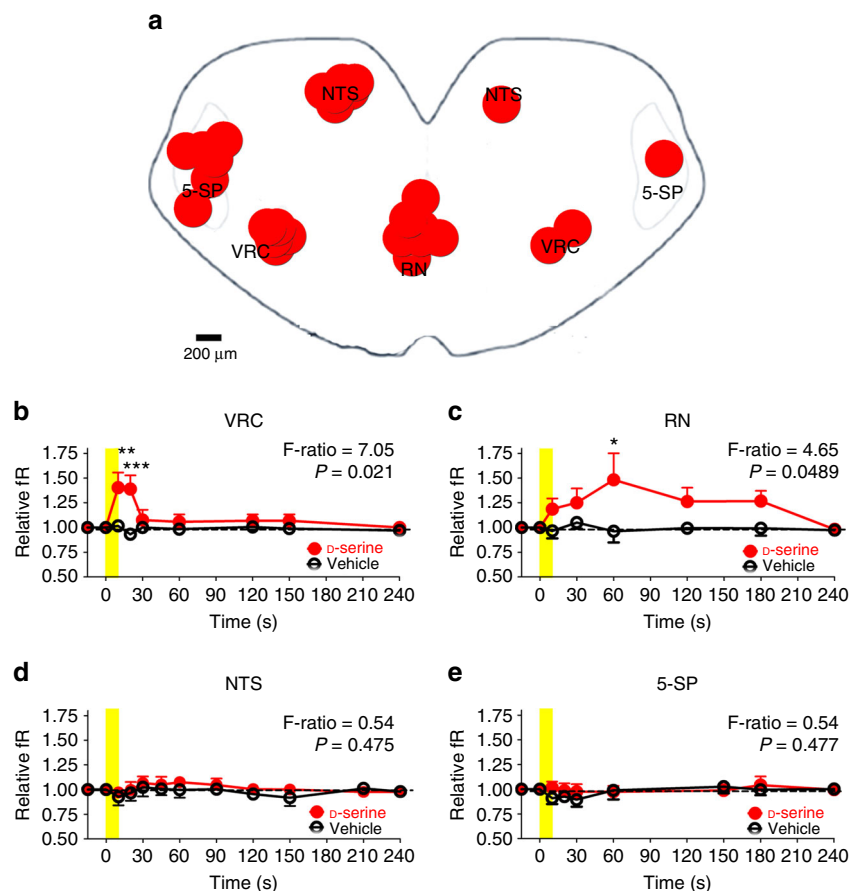 a
NTS
NTS
5-SP
5-SP
VRC
VRC
RN
200 µm
b
VRC
Relative fR
1.75
1.50
1.25
1.00
0.75
0.50
**
***
F-ratio = 7.05
P = 0.021
D-serine
Vehicle
0 30 60 90 120 150 180 210 240
Time (s)
c
RN
Relative fR
1.75
1.50
1.25
1.00
0.75
0.50
*
F-ratio = 4.65
P = 0.0489
D-serine
Vehicle
0 30 60 90 120 150 180 210 240
Time (s)
d
NTS
Relative fR
1.75
1.50
1.25
1.00
0.75
0.50
F-ratio = 0.54
P = 0.475
D-serine
Vehicle
0 30 60 90 120 150 180 210 240
Time (s)
e
5-SP
Relative fR
1.75
1.50
1.25
1.00
0.75
0.50
F-ratio = 0.54
P = 0.477
D-serine
Vehicle
0 30 60 90 120 150 180 210 240
Time (s)